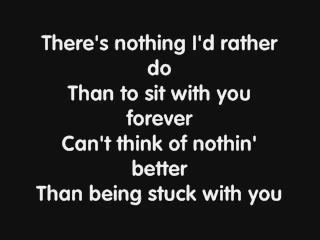 There's nothing I'd rather
do
Than to sit with you
forever
Can't think of nothin'
better
Than being stuck with you